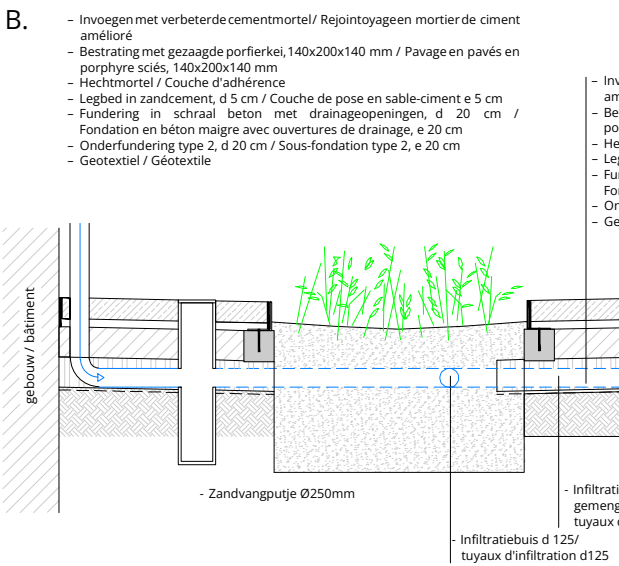 B.
– Invoegen met verbeterde cementmortel / Rejointoyage en mortier de ciment
amélioré
– Bestrating met gezaagde porfierkei, 140x200x140 mm / Pavage en pavés en
porphyre sciés, 140x200x140 mm
– Hechtmortel / Couche d'adhérence
– Legbed in zandcement, d 5 cm / Couche de pose en sable-ciment e 5 cm
– Fundering in schraal beton met drainageopeningen, d 20 cm /
Fondation en béton maigre avec ouvertures de drainage, e 20 cm
– Onderfundering type 2, d 20 cm / Sous-fondation type 2, e 20 cm
– Geotextiel / Géotextile
gebouw / bâtiment
- Zandvangputje Ø250mm
- Infiltratiebuis d 125/
tuyaux d'infiltration d125